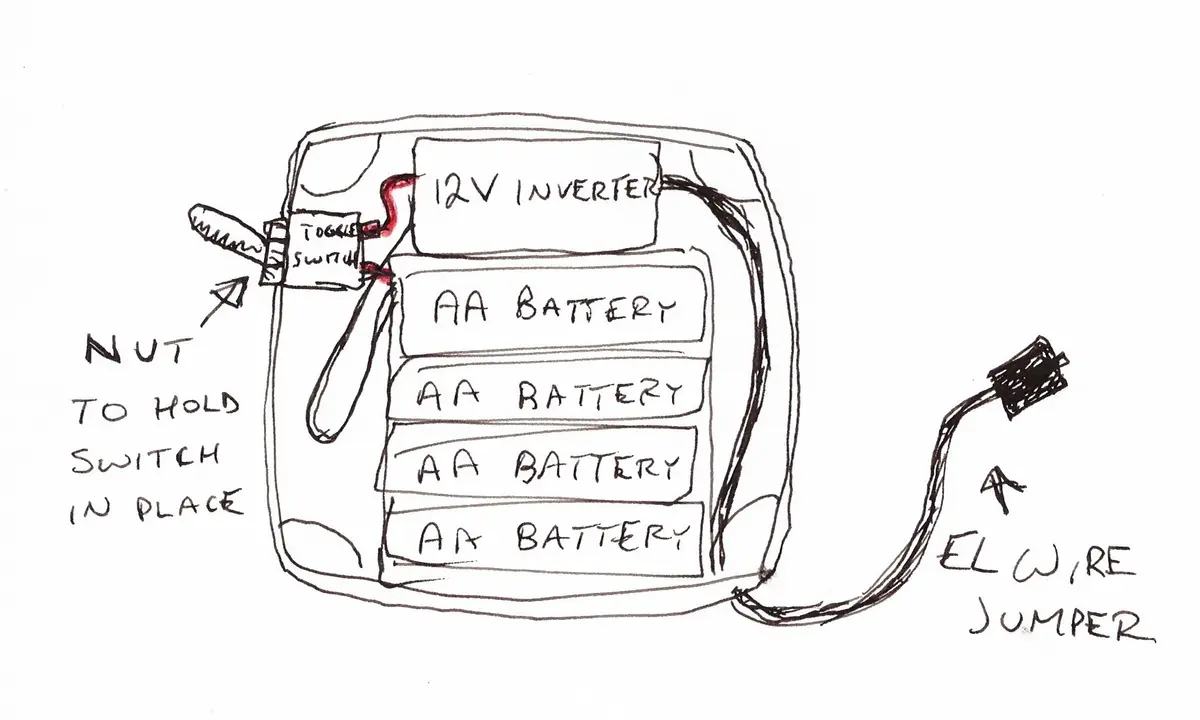 12V INVERTER
TOGGLE
SWITCH
AA BATTERY
AA BATTERY
AA BATTERY
AA BATTERY
NUT
TO HOLD
SWITCH
IN PLACE
EL WIRE
JUMPER